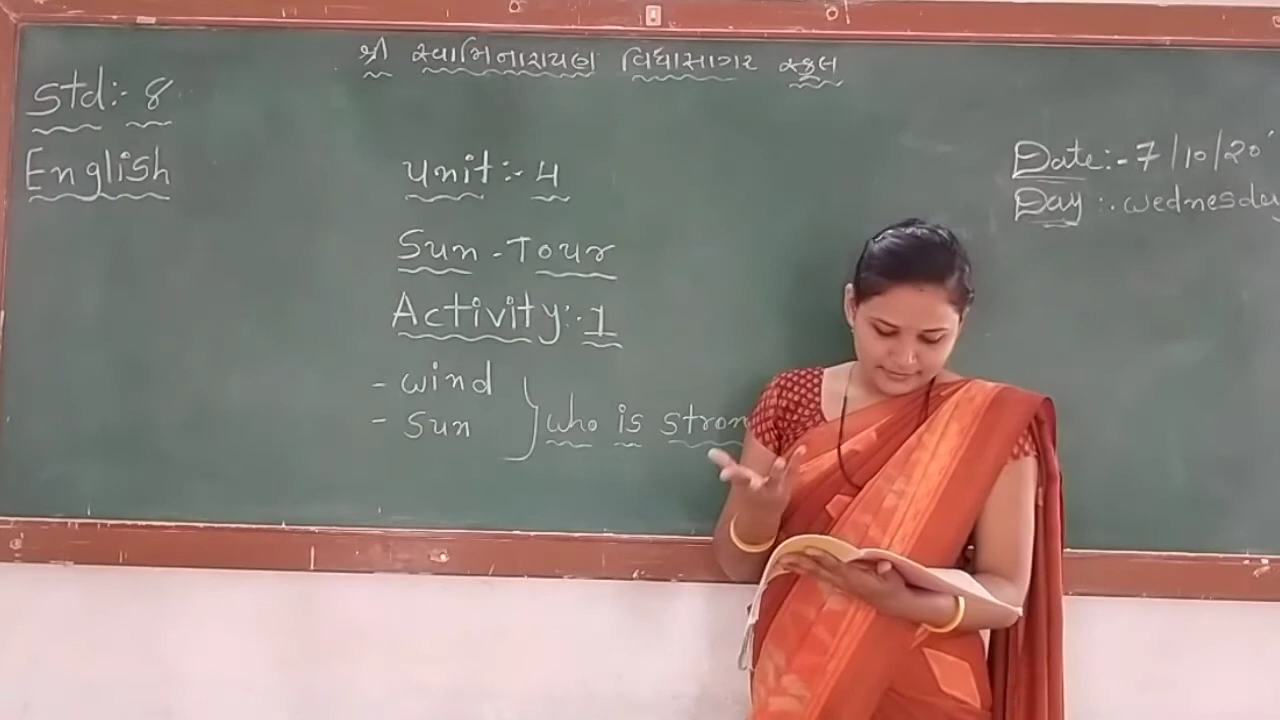 શ્રી સ્વામિનારાયણ વિદ્યાસાગર સ્કુલ
Std:- 8
English
Unit:- 4
Sun-Tour
Activity:-1
- wind
- Sun
who is stron
Date:-7/10/20
Day:-wednesday